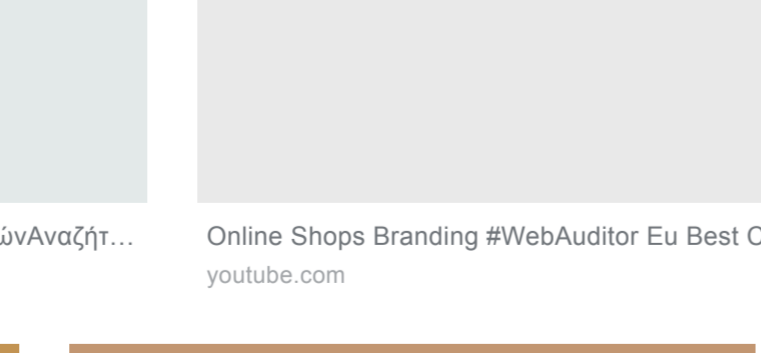 ώνΑναζήτ…
Online Shops Branding #WebAuditor Eu Best
youtube.com